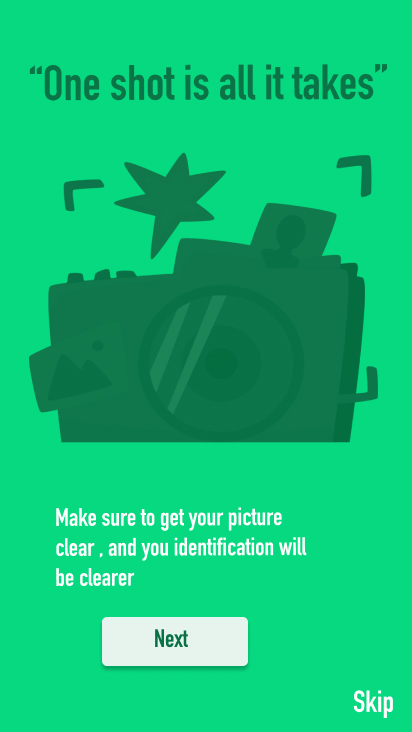 “One shot is all it takes”
Make sure to get your picture
clear , and you identification will
be clearer
Next
Skip